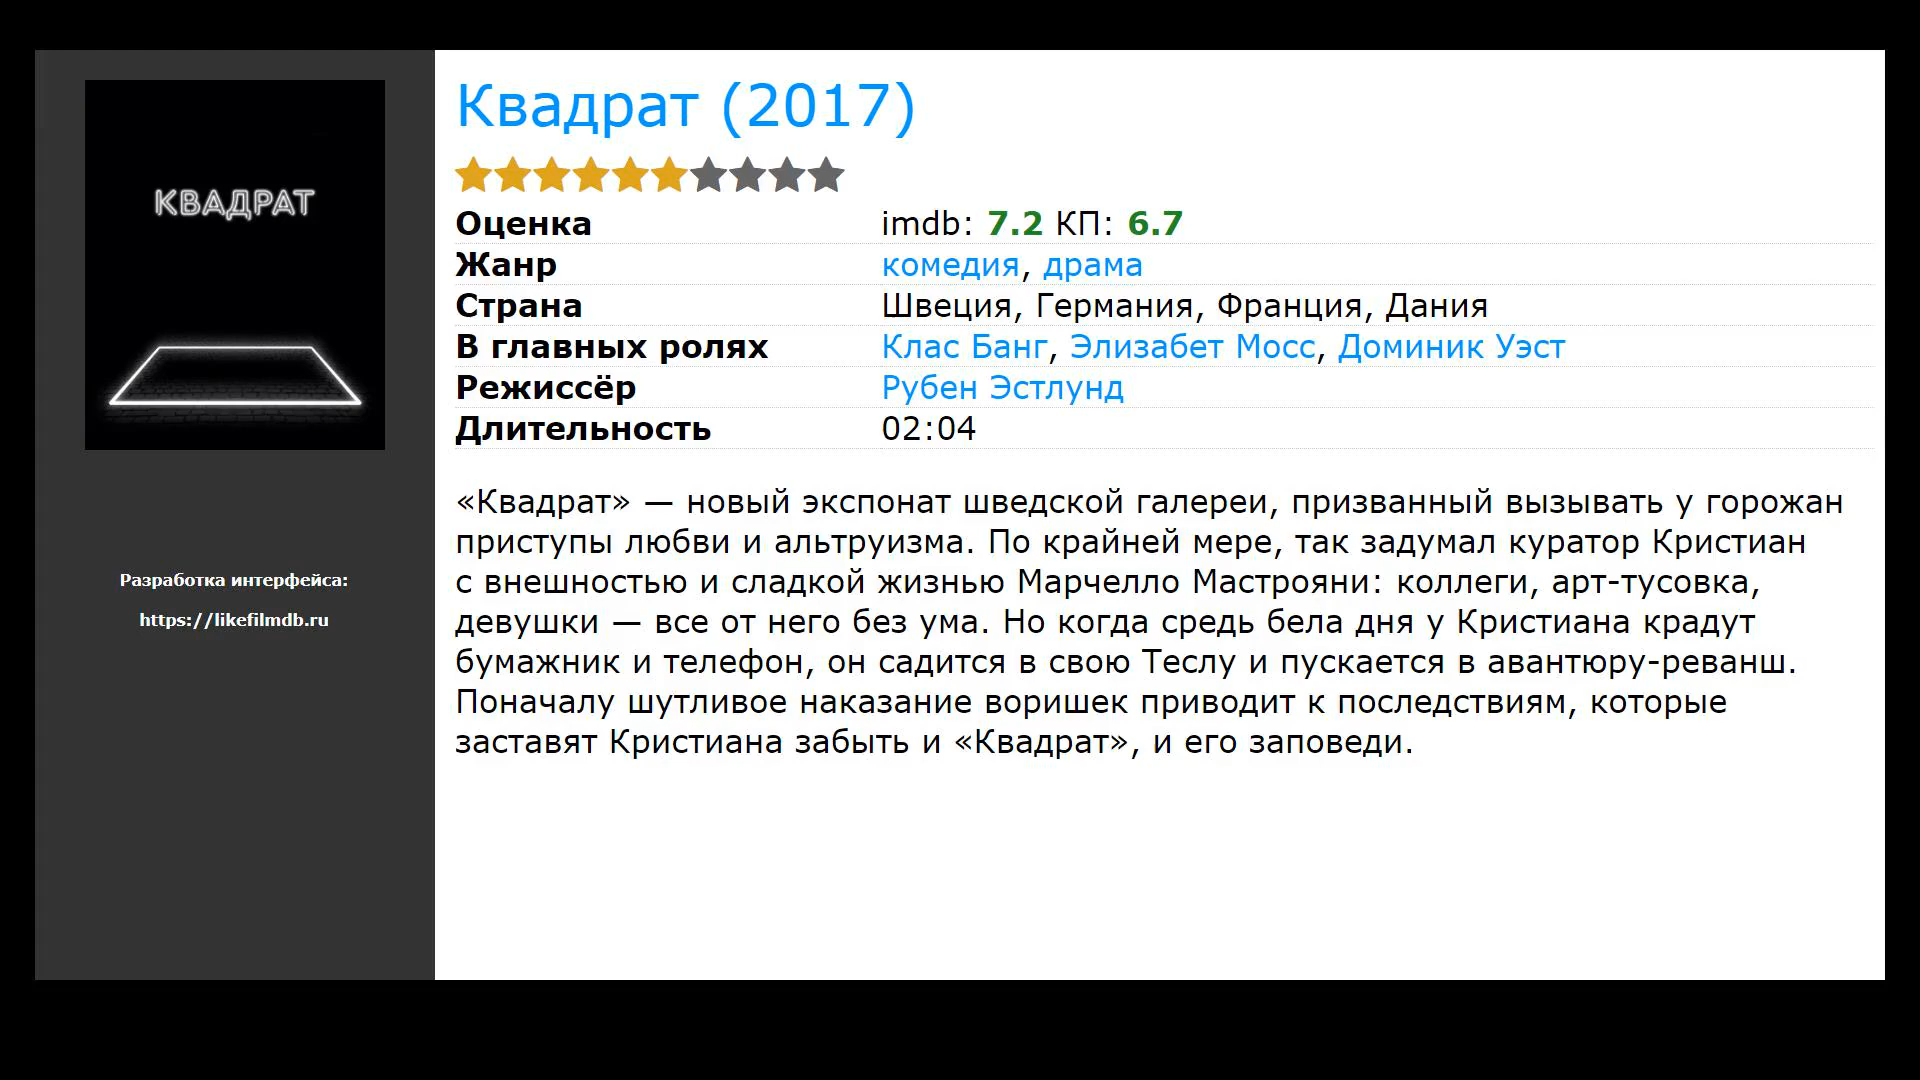 КВАДРАТ
Разработка интерфейса:
https://likefilmdb.ru
Квадрат (2017)
Оценка imdb: 7.2 КП: 6.7
Жанр комедия, драма
Страна Швеция, Германия, Франция, Дания
В главных ролях Клас Банг, Элизабет Мосс, Доминик Уэст
Режиссёр Рубен Эстлунд
Длительность 02:04
«Квадрат» — новый экспонат шведской галереи, призванный вызывать у горожан
приступы любви и альтруизма. По крайней мере, так задумал куратор Кристиан
с внешностью и сладкой жизнью Марчелло Мастрояни: коллеги, арт-тусовка,
девушки — все от него без ума. Но когда средь бела дня у Кристиана крадут
бумажник и телефон, он садится в свою Теслу и пускается в авантюру-реванш.
Поначалу шутливое наказание воришек приводит к последствиям, которые
заставят Кристиана забыть и «Квадрат», и его заповеди.